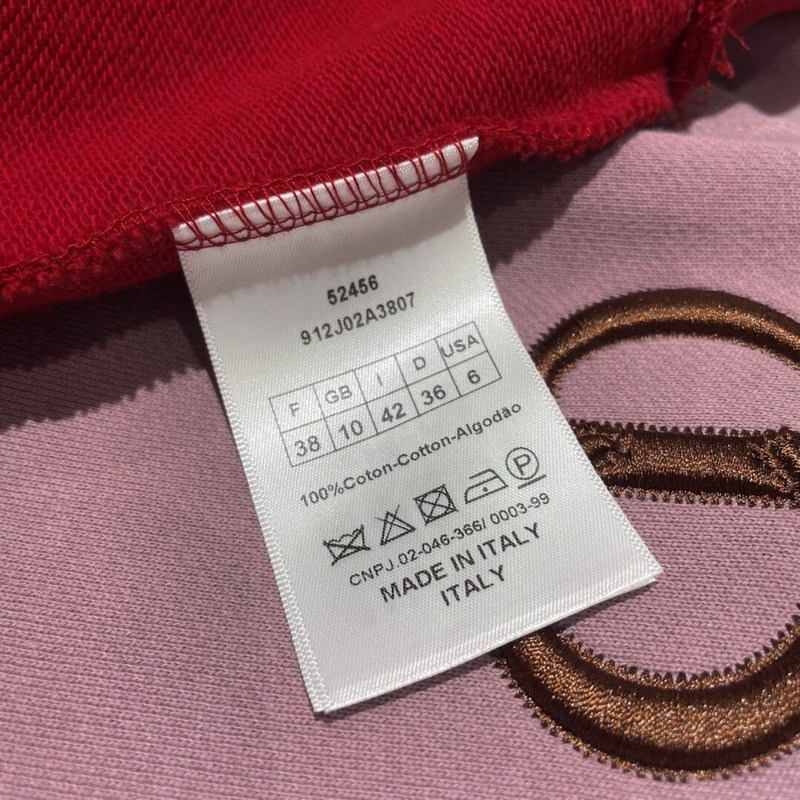 52456
912J02A3807
F GB I D USA
38 10 42 36 6
100%Coton-Cotton-Algodao
P
CNPJ.02-046-366/ 0003-99
MADE IN ITALY
ITALY